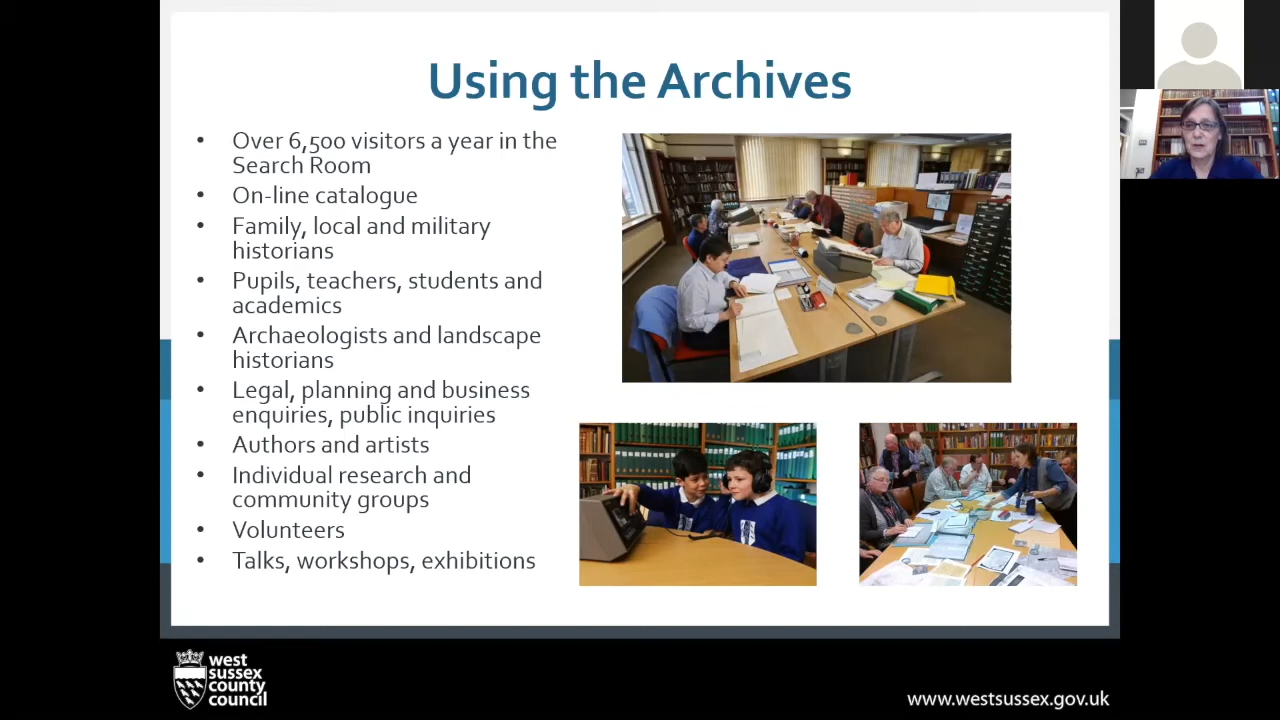 Using the Archives
• Over 6,500 visitors a year in the
Search Room
• On-line catalogue
• Family, local and military
historians
• Pupils, teachers, students and
academics
• Archaeologists and landscape
historians
• Legal, planning and business
enquiries, public inquiries
• Authors and artists
• Individual research and
community groups
• Volunteers
• Talks, workshops, exhibitions
west
sussex
county
council
www.westsussex.gov.uk